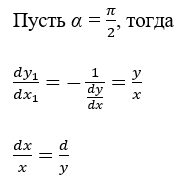 Пусть α = π/2, тогда
dy₁/dx₁ = −1/(dy/dx) = y/x
dx/x = d/y